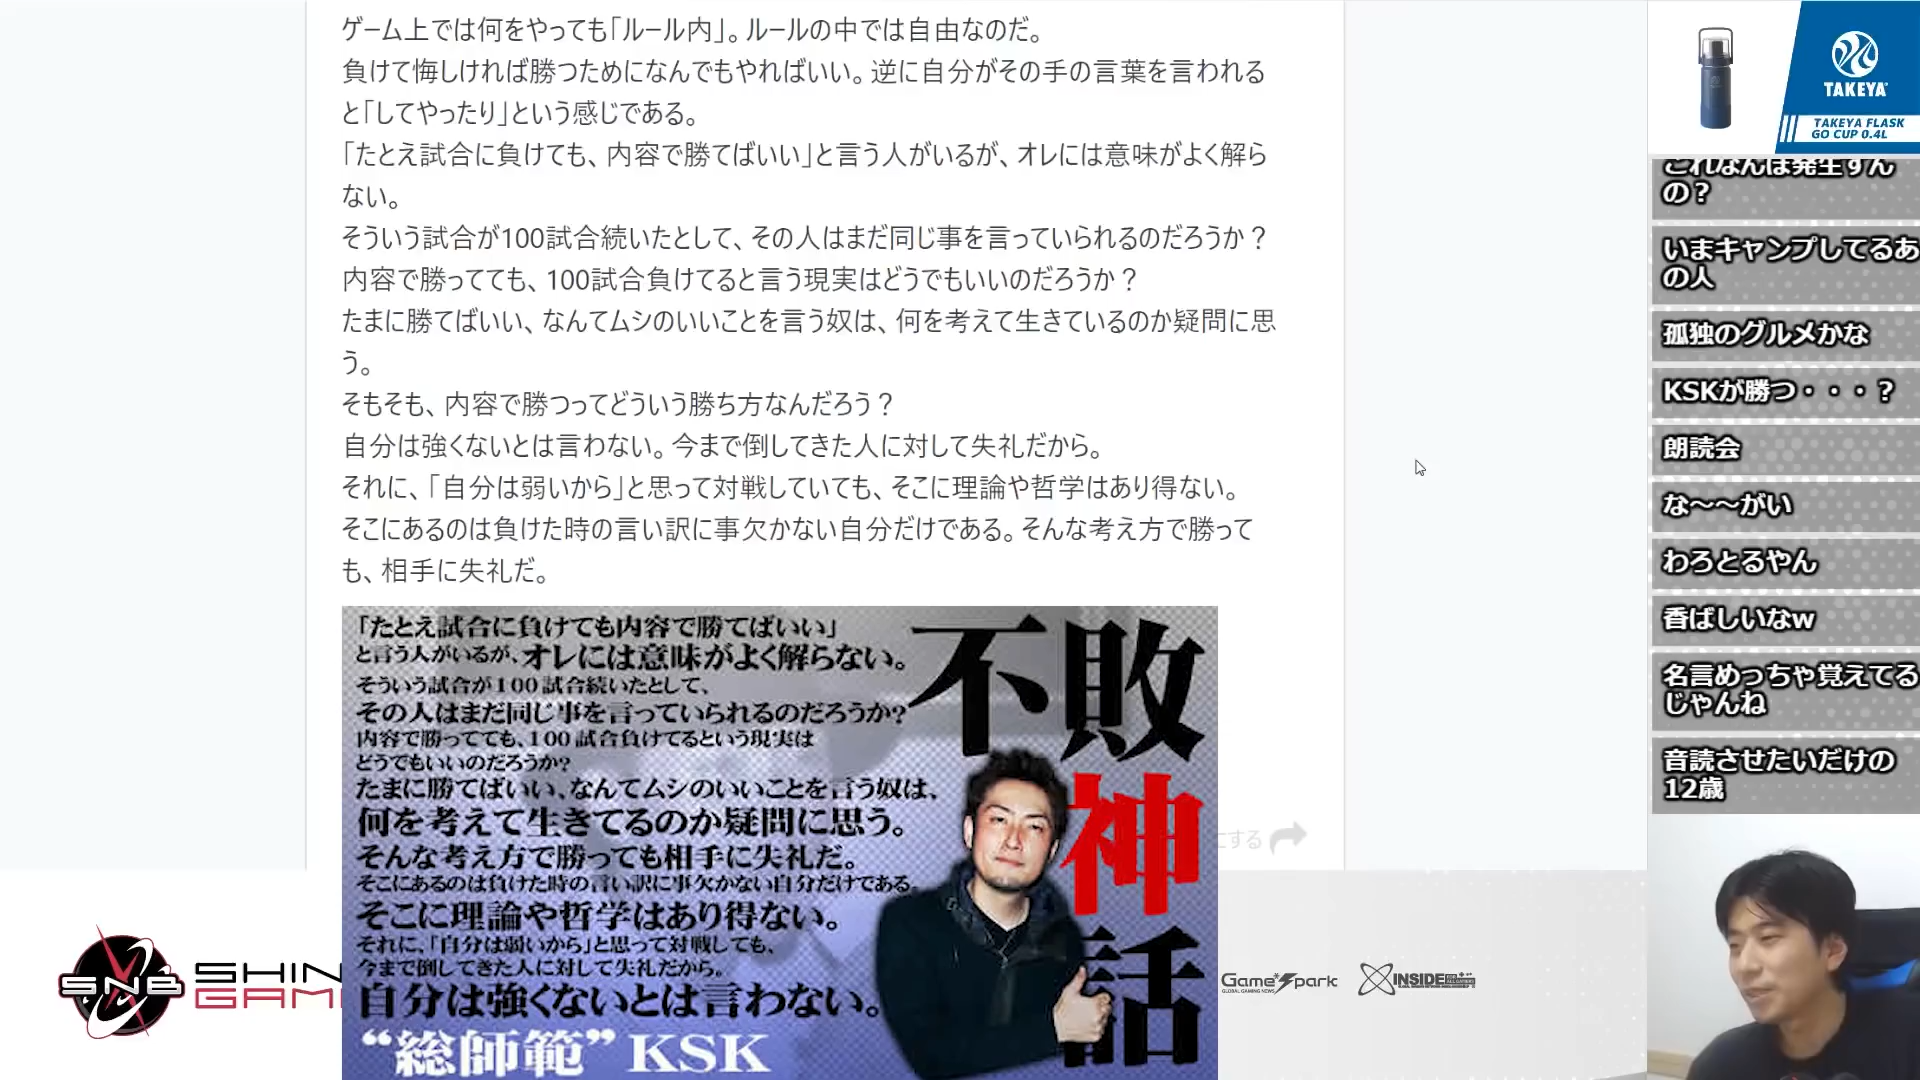 ゲーム上では何をやっても「ルール内」。ルールの中では自由なのだ。
負けて悔しければ勝つためになんでもやればいい。逆に自分がその手の言葉を言われる
と「してやったり」という感じである。
「たとえ試合に負けても、内容で勝てばいい」と言う人がいるが、オレには意味がよく解ら
ない。
そういう試合が100試合続いたとして、その人はまだ同じ事を言っていられるのだろうか？
内容で勝ってても、100試合負けてると言う現実はどうでもいいのだろうか？
たまに勝てばいい、なんてムシのいいことを言う奴は、何を考えて生きているのか疑問に思
う。
そもそも、内容で勝つってどういう勝ち方なんだろう？
自分は強くないとは言わない。今まで倒してきた人に対して失礼だから。
それに、「自分は弱いから」と思って対戦していても、そこに理論や哲学はあり得ない。
そこにあるのは負けた時の言い訳に事欠かない自分だけである。そんな考え方で勝って
も、相手に失礼だ。
「たとえ試合に負けても内容で勝てばいい」
と言う人がいるが、オレには意味がよく解らない。
そういう試合が100試合続いたとして、
その人はまだ同じ事を言っていられるのだろうか?
内容で勝ってても、100試合負けてるという現実は
どうでもいいのだろうか?
たまに勝てばいい、なんてムシのいいことを言う奴は、
何を考えて生きてるのか疑問に思う。
そんな考え方で勝っても相手に失礼だ。
そこにあるのは負けた時の言い訳に事欠かない自分だけである。
そこに理論や哲学はあり得ない。
それに、「自分は弱いから」と思って対戦しても、
今まで倒してきた人に対して失礼だから。
自分は強くないとは言わない。
“総師範” KSK
不敗
神
話
にする
SNB
SHIN
GAMI
Game*Spark
GLOBAL GAMING NEWS
INSIDE
TAKEYA
TAKEYA FLASK
GO CUP 0.4L
これなんぼ発生すん
の？
いまキャンプしてるあ
の人
孤独のグルメかな
KSKが勝つ・・・？
朗読会
な〜〜がい
わろとるやん
香ばしいなw
名言めっちゃ覚えてる
じゃんね
音読させたいだけの
12歳